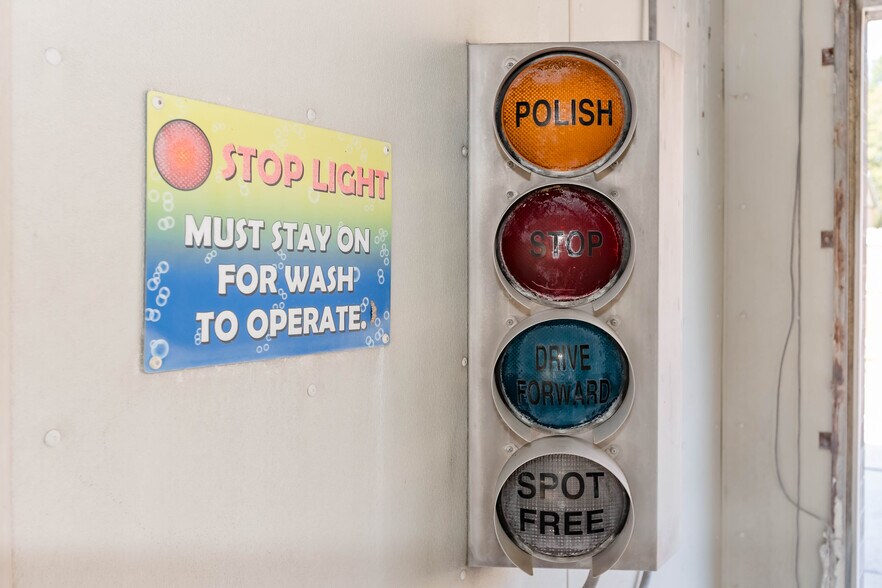 STOP LIGHT
MUST STAY ON
FOR WASH
TO OPERATE.
POLISH
STOP
DRIVE
FORWARD
SPOT
FREE